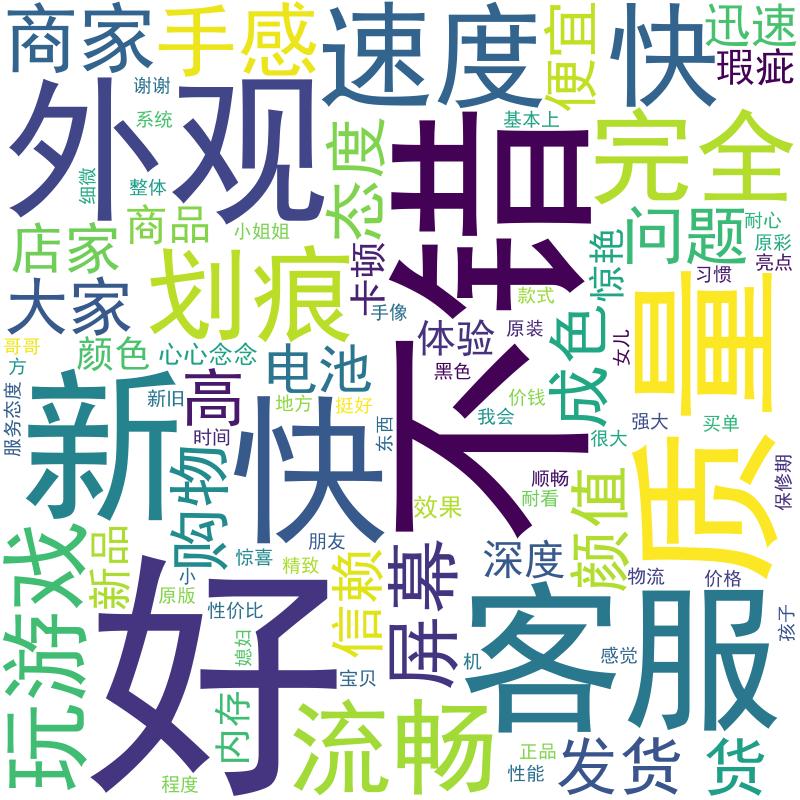 商家
手感
速度
便宜
快
迅速
瑕疵
谢谢
外观
系统
细微
整体
态度
不错
基本上
完全
店家
商品
小姐姐
问题
耐心
原彩
亮点
习惯
惊艳
卡顿
划痕
大家
手像
款式
颜色
心心念念
电池
体验
原装
黑色
成色
女儿
质量
哥哥
方
服务态度
新
新旧
高
时间
地方
挺好
快
东西
价钱
我会
很大
强大
买单
保修期
购物
效果
顺畅
耐看
颜值
玩游戏
新品
惊喜
朋友
小
精致
原版
信赖
屏幕
深度
物流
价格
好
性价比
媳妇
宝贝
机
客服
感觉
孩子
内存
流畅
程度
正品
性能
发货
货